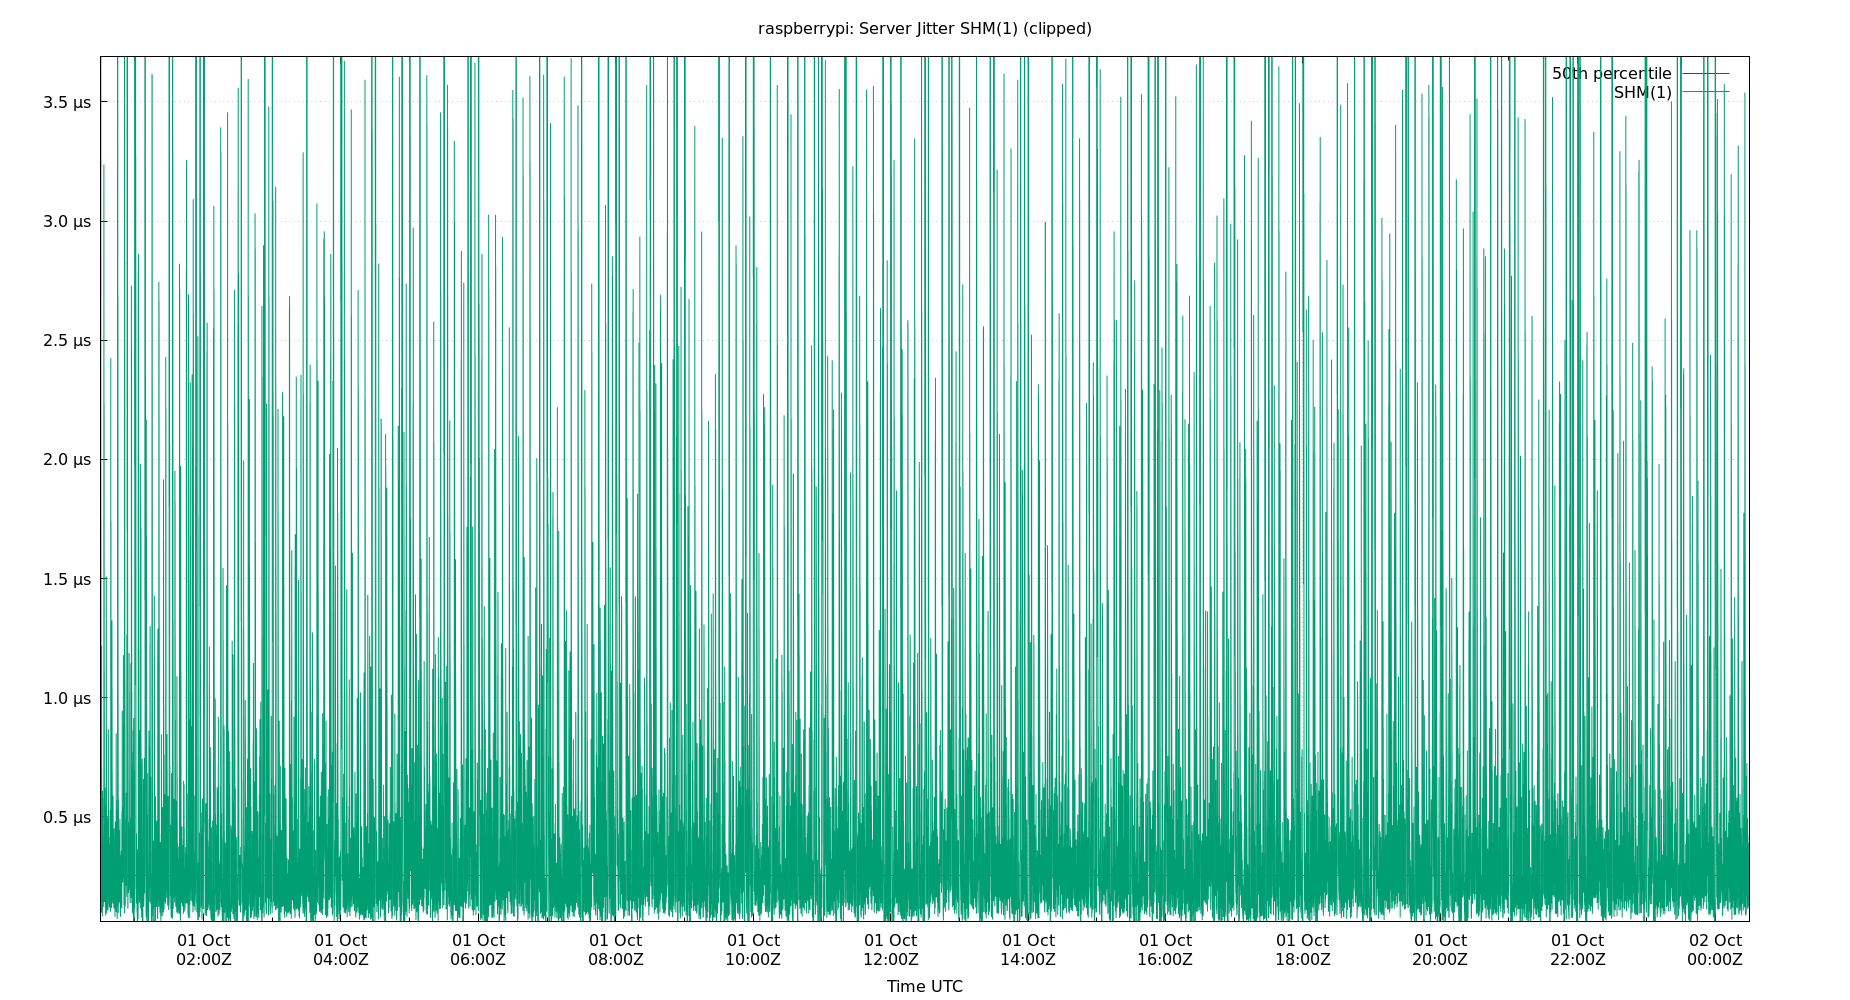 raspberrypi: Server Jitter SHM(1) (clipped)
50th percentile
SHM(1)
3.5 µs
3.0 µs
2.5 µs
2.0 µs
1.5 µs
1.0 µs
0.5 µs
01 Oct 01 Oct 01 Oct 01 Oct 01 Oct 01 Oct 01 Oct 01 Oct 01 Oct 01 Oct 01 Oct 02 Oct
02:00Z 04:00Z 06:00Z 08:00Z 10:00Z 12:00Z 14:00Z 16:00Z 18:00Z 20:00Z 22:00Z 00:00Z
Time UTC